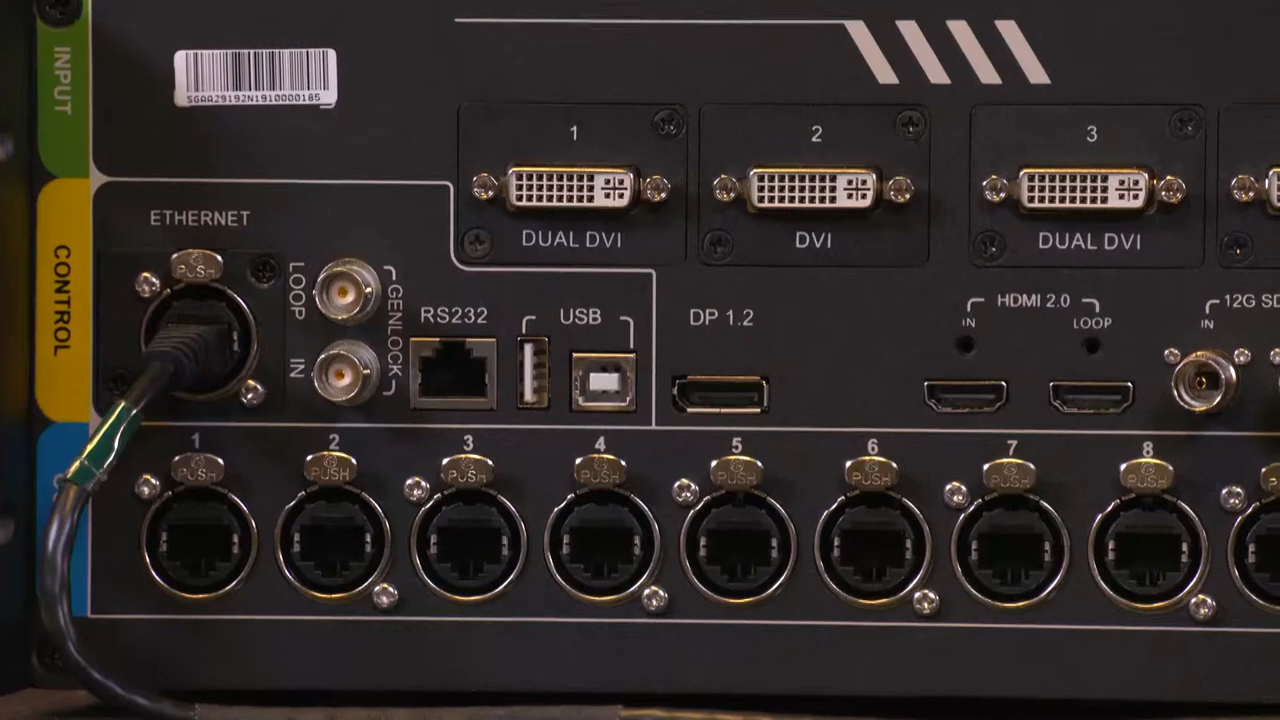 INPUT
SGAA29192N1910000185
1
2
3
DUAL DVI
DVI
DUAL DVI
CONTROL
ETHERNET
PUSH
LOOP
IN
GENLOCK
RS232
USB
DP 1.2
HDMI 2.0
IN
LOOP
12G SD
IN
1
2
3
4
5
6
7
8
PUSH
PUSH
PUSH
PUSH
PUSH
PUSH
PUSH
PUSH